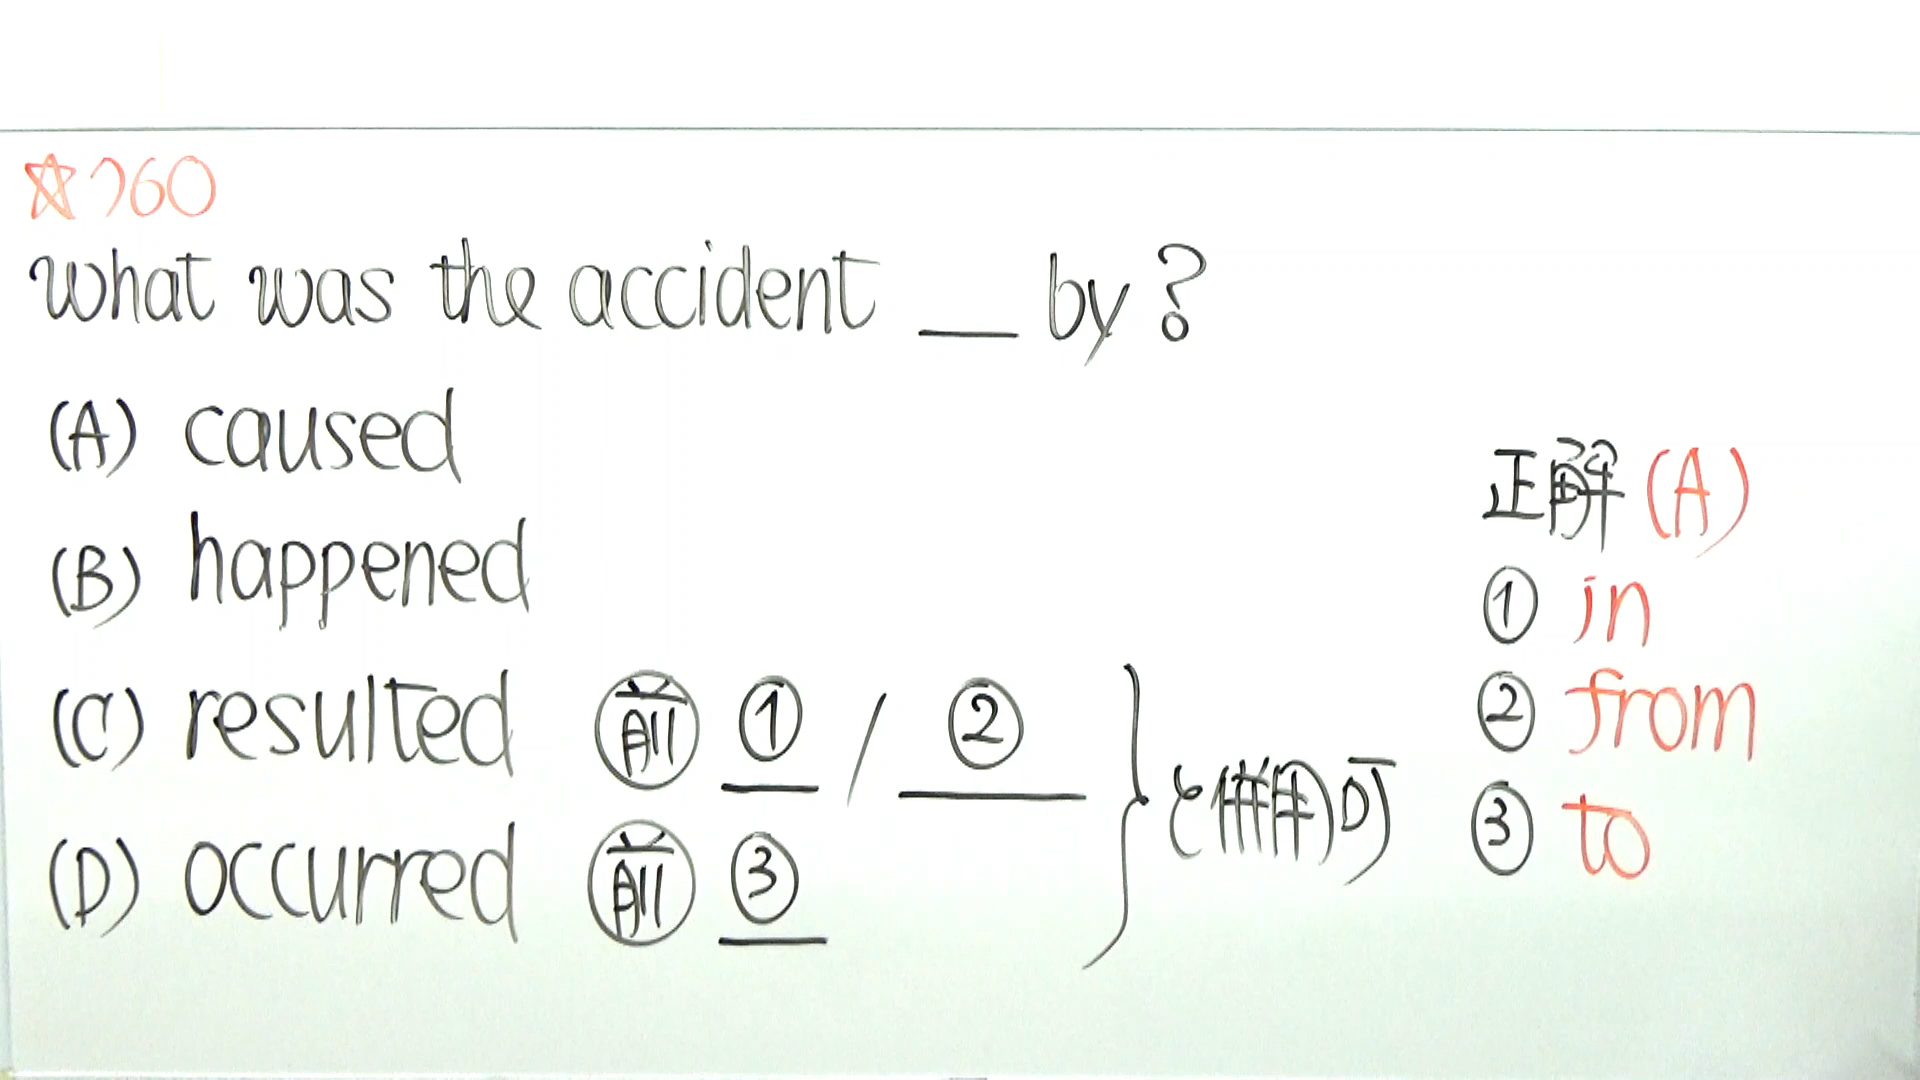 ☆760
What was the accident __ by?
(A) caused
(B) happened
(C) resulted 前 ① / ②
(D) occurred 前 ③
と併用可
正解 (A)
① in
② from
③ to